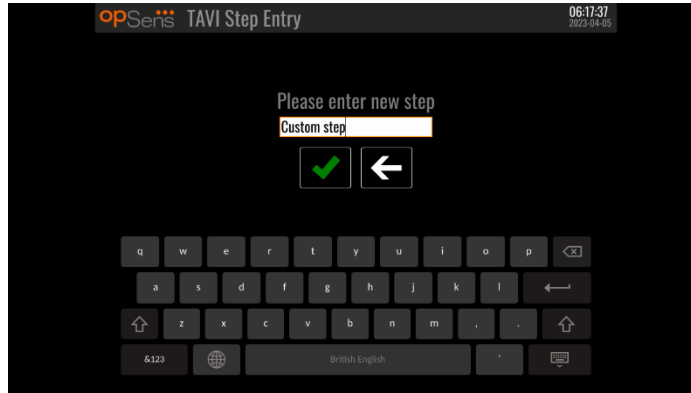 opSens TAVI Step Entry 06:17:37
2023-04-05
Please enter new step
Custom step
q w e r t y u i o p
a s d f g h j k l
z x c v b n m , .
&123 British English '